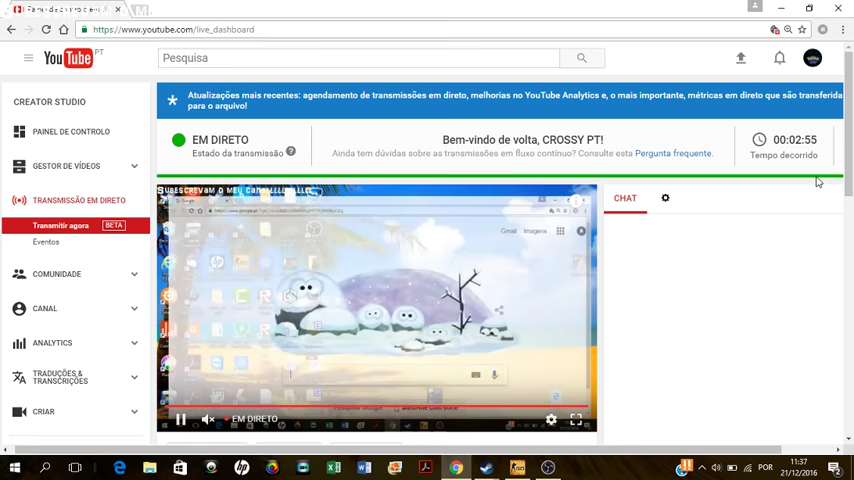 https://www.youtube.com/live_dashboard
YouTube PT
Pesquisa
CREATOR STUDIO
PAINEL DE CONTROLO
GESTOR DE VÍDEOS
TRANSMISSÃO EM DIRETO
Transmitir agora BETA
Eventos
COMUNIDADE
CANAL
ANALYTICS
TRADUÇÕES &
TRANSCRIÇÕES
CRIAR
Atualizações mais recentes: agendamento de transmissões em direto, melhorias no YouTube Analytics e, o mais importante, métricas em direto que são transferida
para o arquivo!
EM DIRETO
Estado da transmissão
Bem-vindo de volta, CROSSY PT!
Ainda tem dúvidas sobre as transmissões em fluxo contínuo? Consulte esta Pergunta frequente.
00:02:55
Tempo decorrido
Gmail Imagens
EM DIRETO
CHAT
POR
11:37
21/12/2016